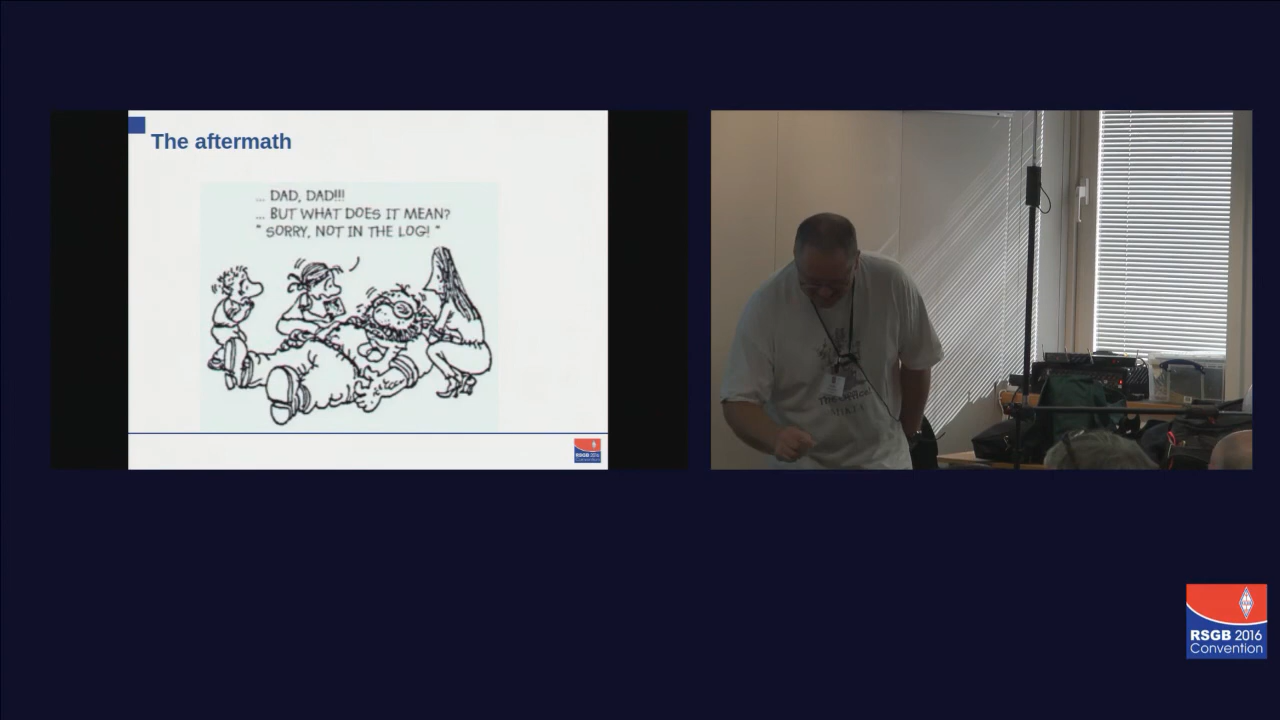 The aftermath
... DAD, DAD!!!
... BUT WHAT DOES IT MEAN?
" SORRY, NOT IN THE LOG! "
RSGB 2016
Convention
RSGB 2016
Convention